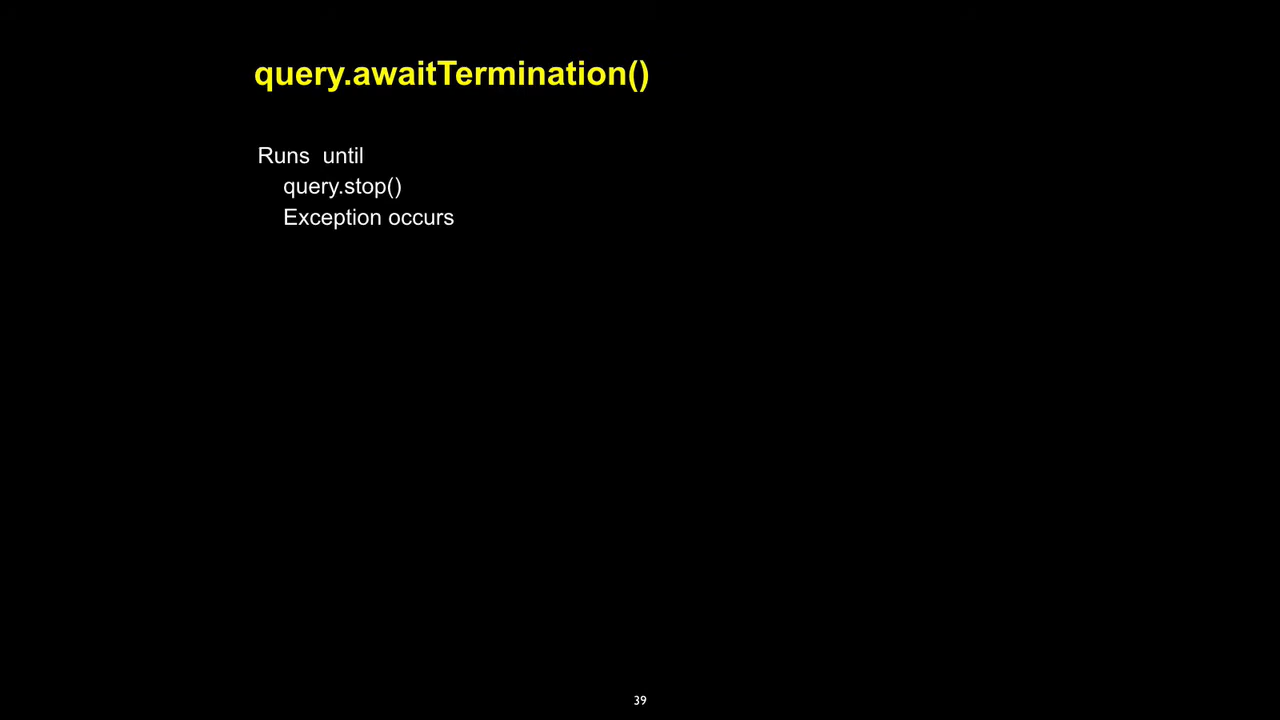 query.awaitTermination()
Runs  until
query.stop()
Exception occurs
39